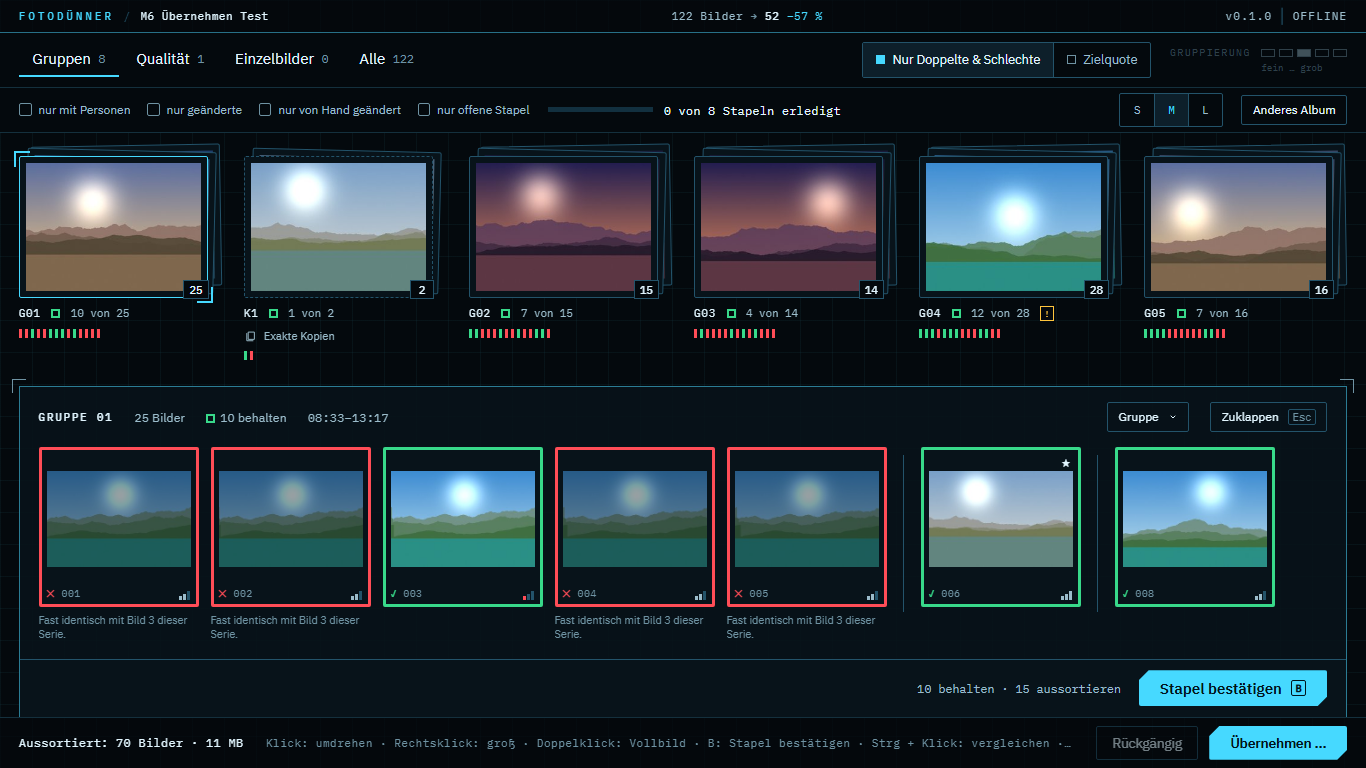 FOTODÜNNER / M6 Übernehmen Test
122 Bilder → 52 −57 %
v0.1.0 OFFLINE
Gruppen 8 Qualität 1 Einzelbilder 0 Alle 122
Nur Doppelte & Schlechte Zielquote
GRUPPIERUNG
fein … grob
nur mit Personen nur geänderte nur von Hand geändert nur offene Stapel 0 von 8 Stapeln erledigt
S M L Anderes Album
25 2 15 14 28 16
G01 10 von 25 K1 1 von 2 G02 7 von 15 G03 4 von 14 G04 12 von 28 ! G05 7 von 16
Exakte Kopien
GRUPPE 01 25 Bilder 10 behalten 08:33–13:17
Gruppe Zuklappen Esc
001 002 003 004 005 006 008
Fast identisch mit Bild 3 dieser Serie.
Fast identisch mit Bild 3 dieser Serie.
Fast identisch mit Bild 3 dieser Serie.
Fast identisch mit Bild 3 dieser Serie.
10 behalten · 15 aussortieren Stapel bestätigen B
Aussortiert: 70 Bilder · 11 MB Klick: umdrehen · Rechtsklick: groß · Doppelklick: Vollbild · B: Stapel bestätigen · Strg + Klick: vergleichen ·…
Rückgängig Übernehmen …